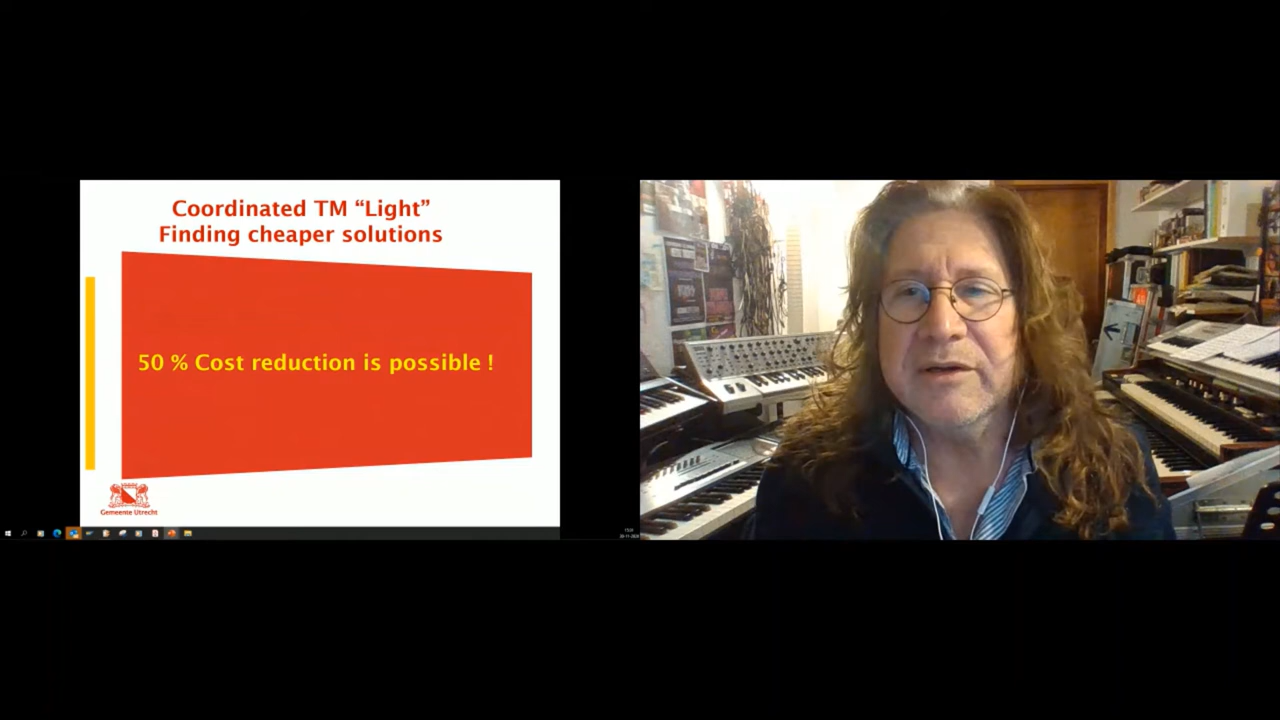 Coordinated TM “Light”
Finding cheaper solutions
50 % Cost reduction is possible !
Gemeente Utrecht